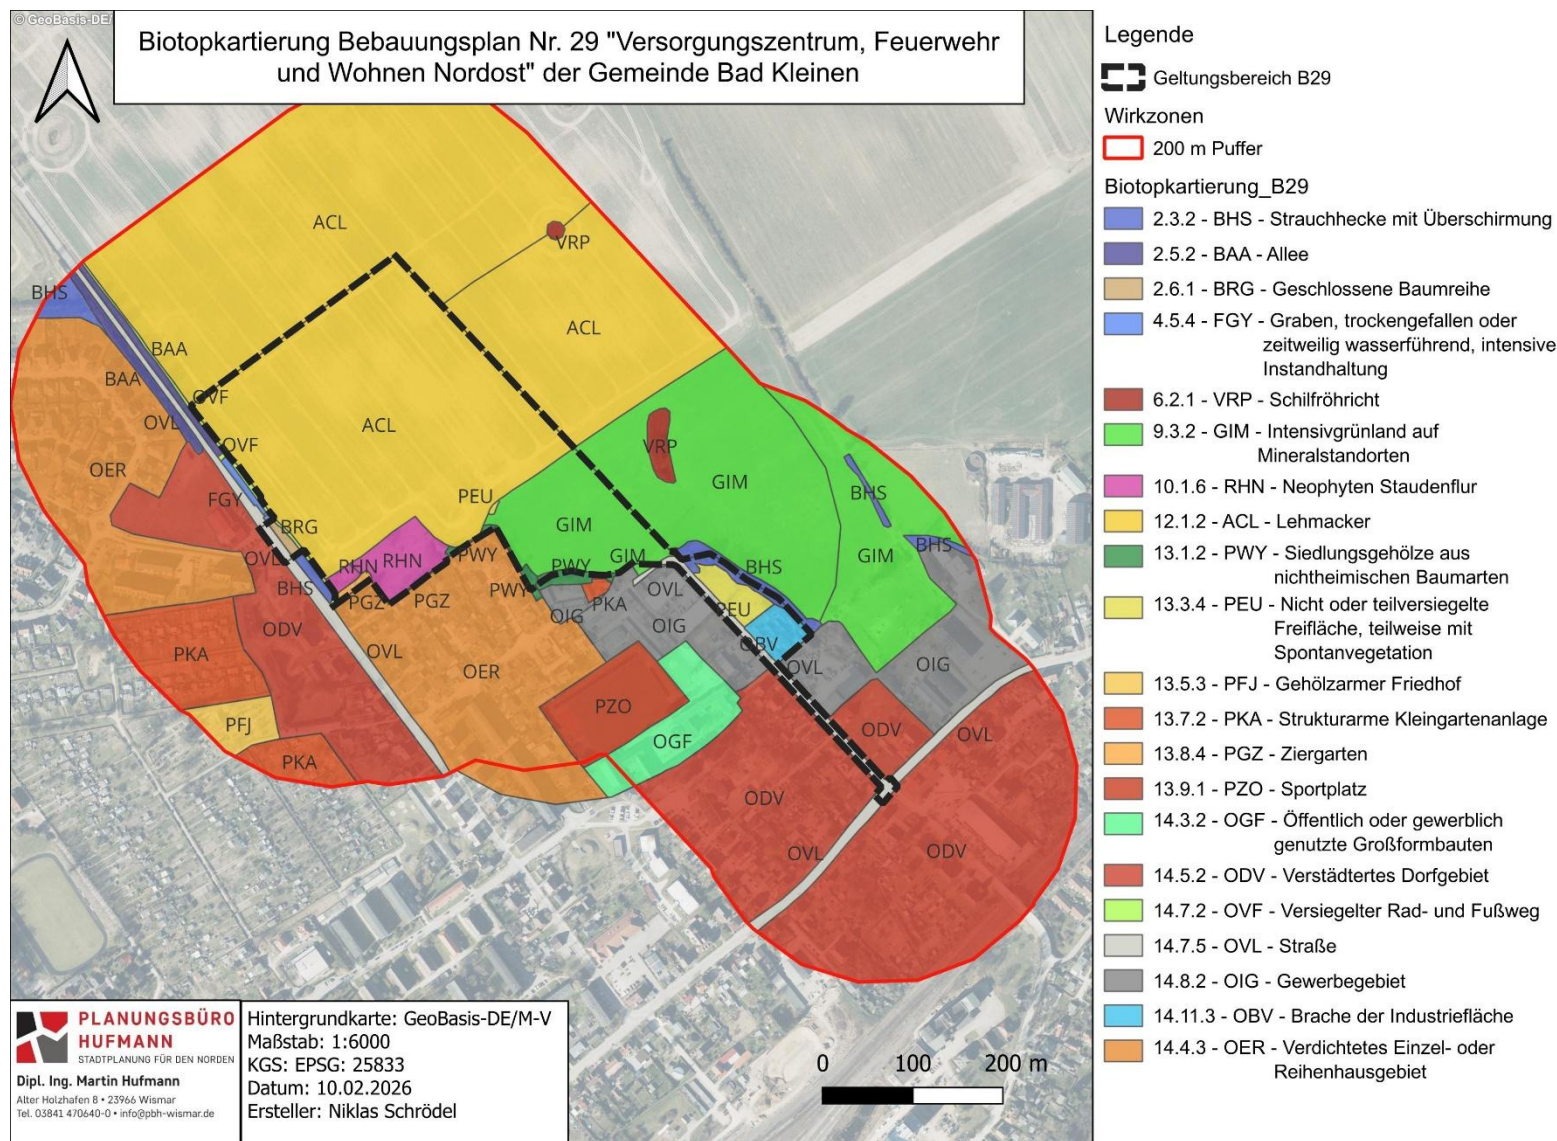 © GeoBasis-DE/
Biotopkartierung Bebauungsplan Nr. 29 "Versorgungszentrum, Feuerwehr
und Wohnen Nordost" der Gemeinde Bad Kleinen
ACL
VRP
BHS
ACL
BAA
BAA
OVF
OVL
ACL
OVF
VRP
OER
GIM
BHS
PEU
FGY
GIM
BRG
BHS
OVL
RHN
RHN
PWY
GIM
GIM
PWY
BHS
BHS
PGZ
PGZ
PWY
OVL
PKA
PEU
OIG
ODV
OIG
OBV
PKA
OVL
OER
OVL
OIG
PZO
PFJ
ODV
OVL
OGF
PKA
ODV
OVL
ODV
PLANUNGSBÜRO
HUFMANN
STADTPLANUNG FÜR DEN NORDEN
Dipl. Ing. Martin Hufmann
Alter Holzhafen 8 • 23966 Wismar
Tel. 03841 470640-0 • info@pbh-wismar.de
Hintergrundkarte: GeoBasis-DE/M-V
Maßstab: 1:6000
KGS: EPSG: 25833
Datum: 10.02.2026
Ersteller: Niklas Schrödel
0 100 200 m
Legende
Geltungsbereich B29
Wirkzonen
200 m Puffer
Biotopkartierung_B29
2.3.2 - BHS - Strauchhecke mit Überschirmung
2.5.2 - BAA - Allee
2.6.1 - BRG - Geschlossene Baumreihe
4.5.4 - FGY - Graben, trockengefallen oder
zeitweilig wasserführend, intensive
Instandhaltung
6.2.1 - VRP - Schilfröhricht
9.3.2 - GIM - Intensivgrünland auf
Mineralstandorten
10.1.6 - RHN - Neophyten Staudenflur
12.1.2 - ACL - Lehmacker
13.1.2 - PWY - Siedlungsgehölze aus
nichtheimischen Baumarten
13.3.4 - PEU - Nicht oder teilversiegelte
Freifläche, teilweise mit
Spontanvegetation
13.5.3 - PFJ - Gehölzarmer Friedhof
13.7.2 - PKA - Strukturarme Kleingartenanlage
13.8.4 - PGZ - Ziergarten
13.9.1 - PZO - Sportplatz
14.3.2 - OGF - Öffentlich oder gewerblich
genutzte Großformbauten
14.5.2 - ODV - Verstädtertes Dorfgebiet
14.7.2 - OVF - Versiegelter Rad- und Fußweg
14.7.5 - OVL - Straße
14.8.2 - OIG - Gewerbegebiet
14.11.3 - OBV - Brache der Industriefläche
14.4.3 - OER - Verdichtetes Einzel- oder
Reihenhausgebiet